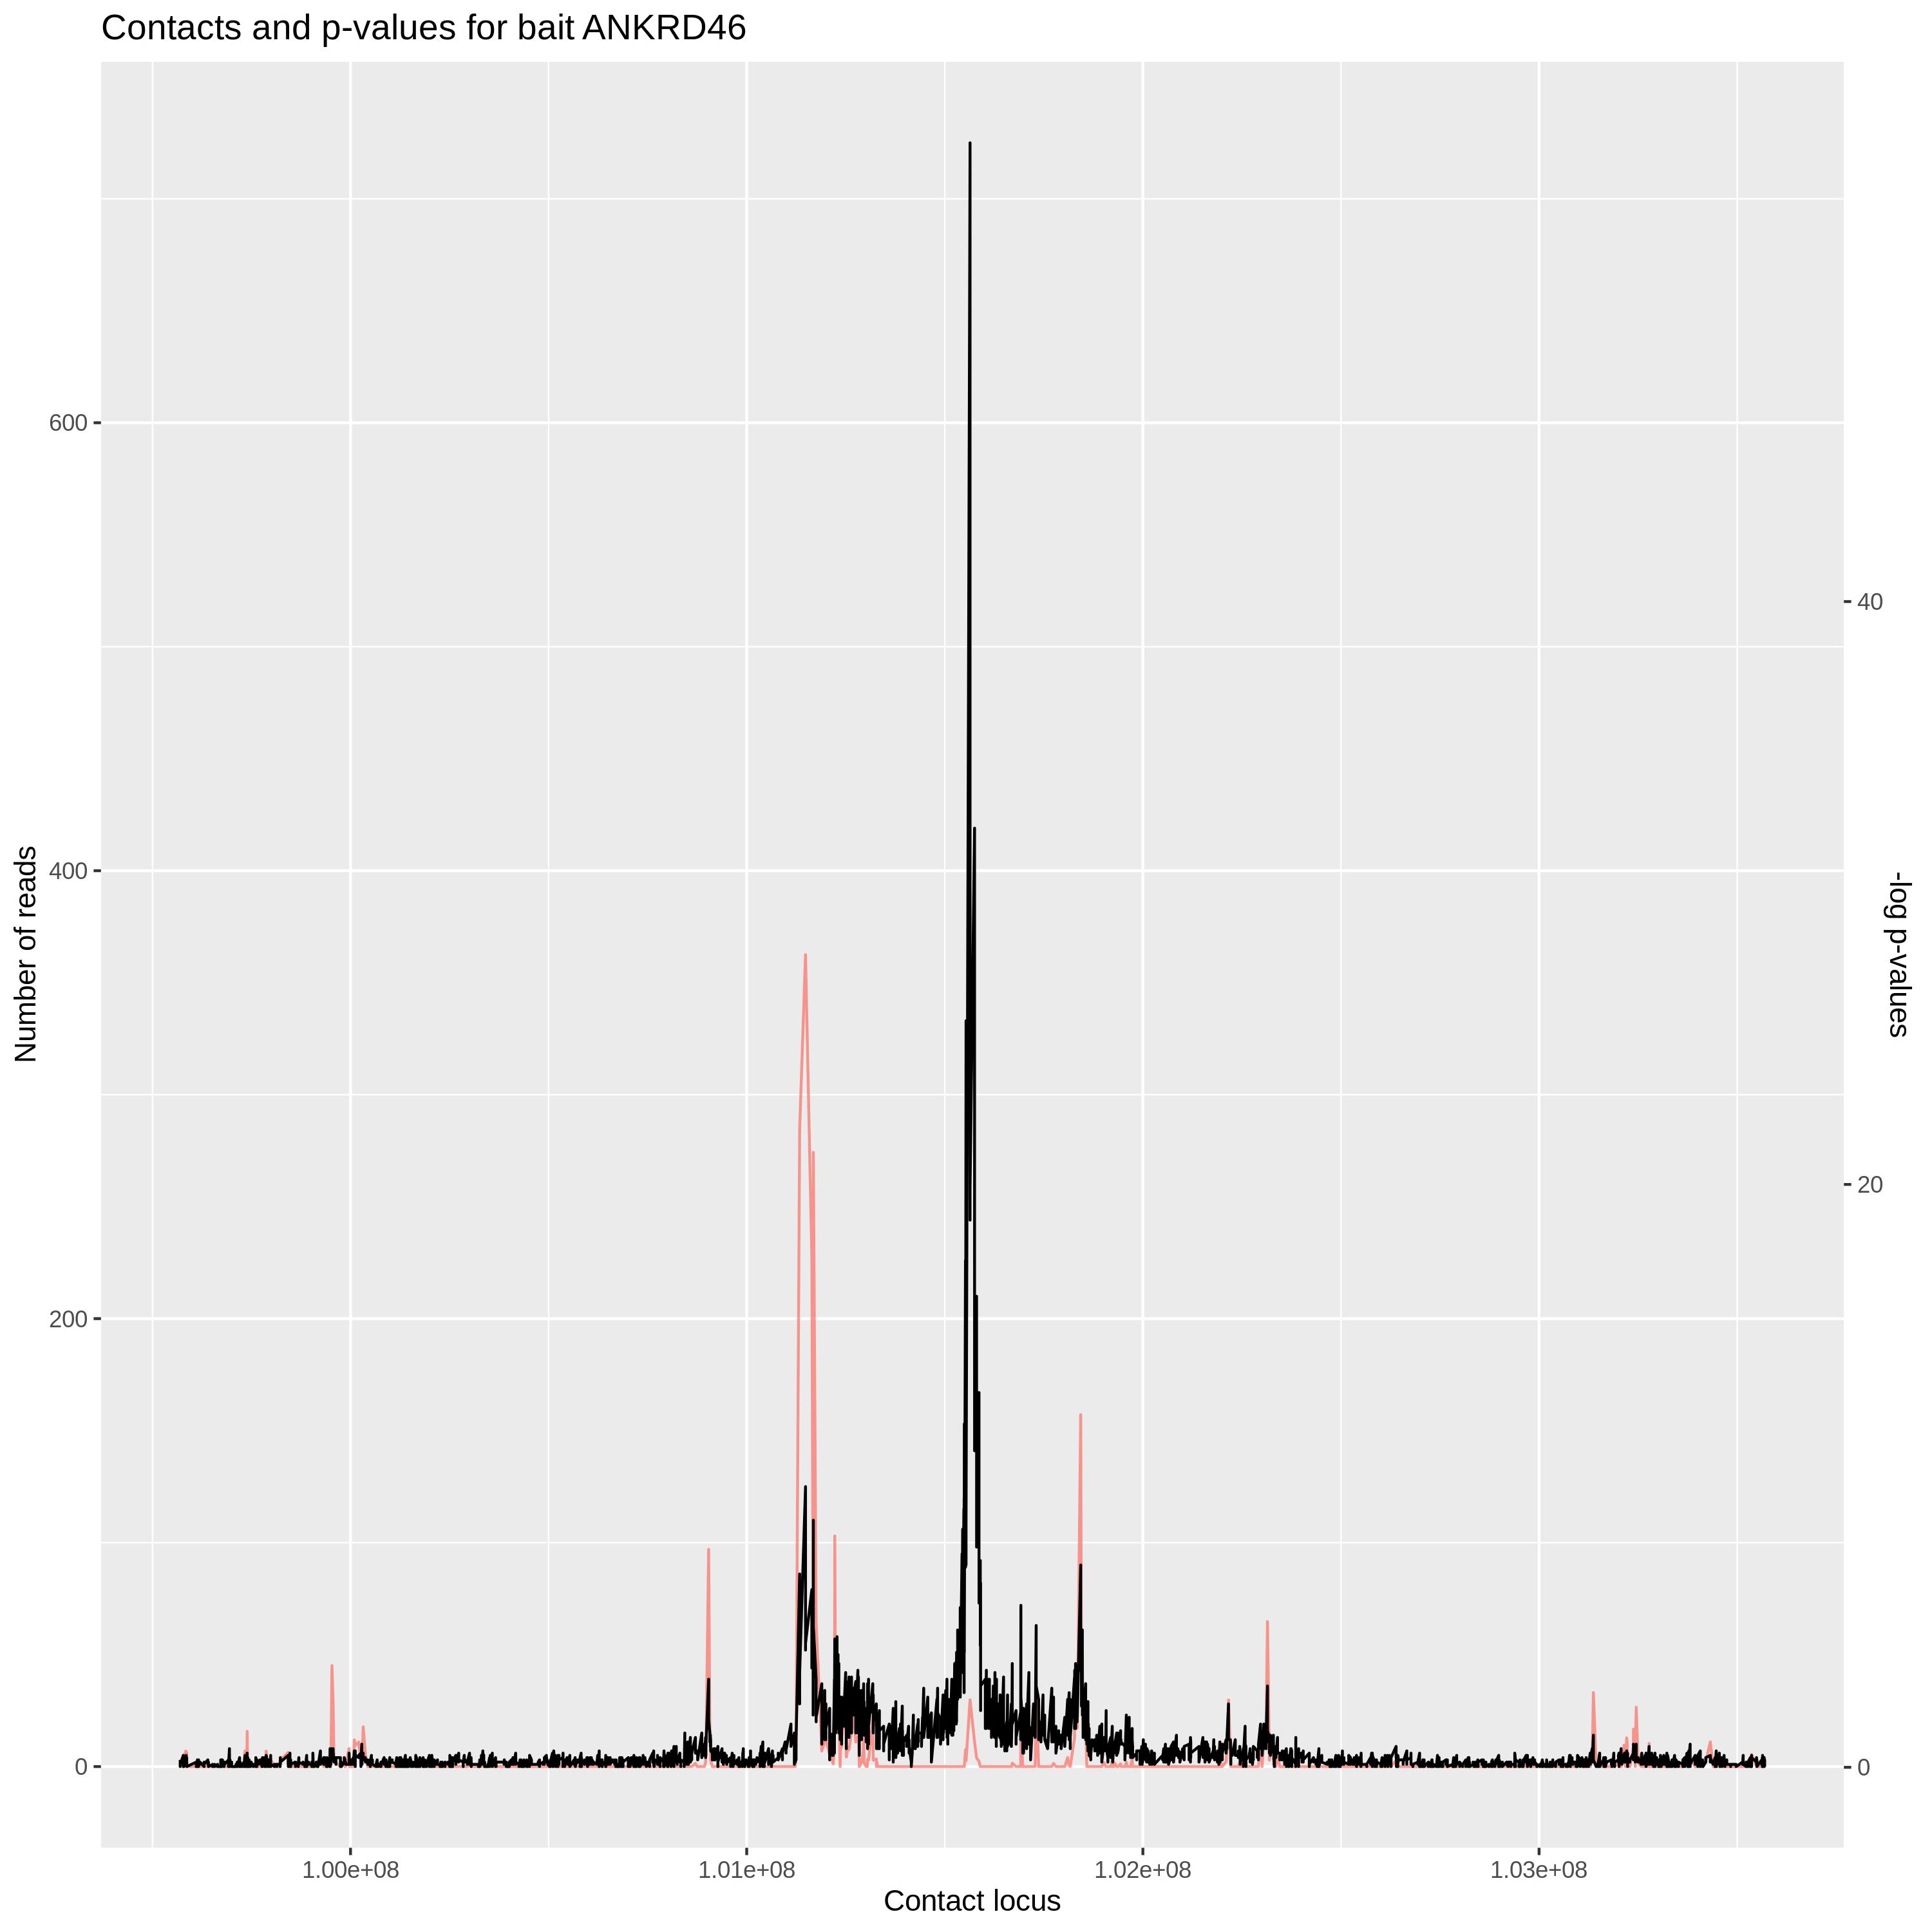 Contacts and p-values for bait ANKRD46
600
400
200
0
Number of reads
40
20
0
-log p-values
1.00e+08
1.01e+08
1.02e+08
1.03e+08
Contact locus